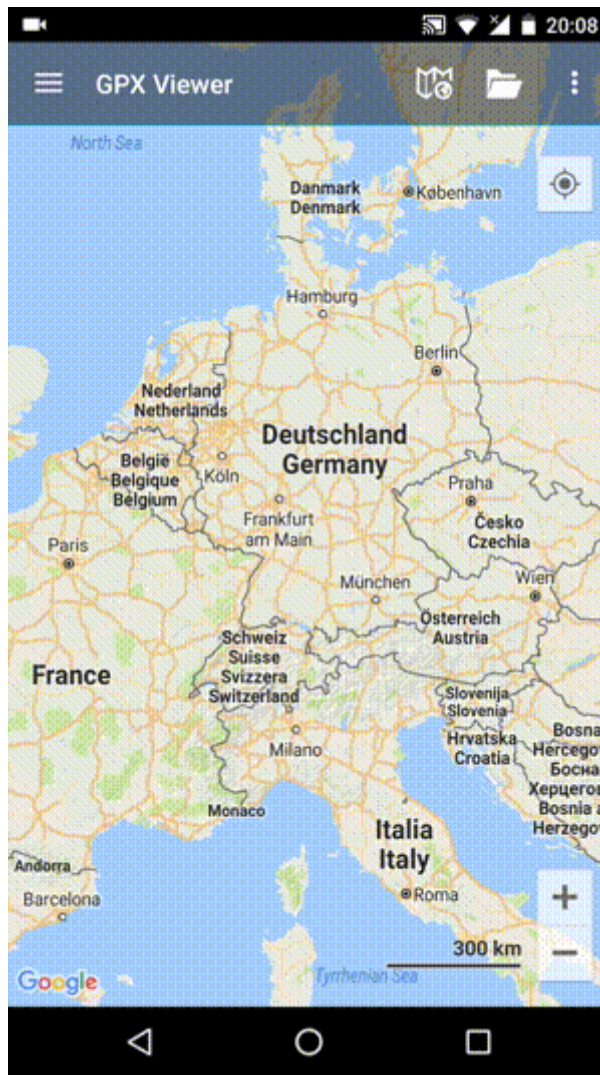 20:08
GPX Viewer
North Sea
Danmark
Denmark
København
Hamburg
Berlin
Nederland
Netherlands
Deutschland
Germany
België
Belgique
Belgium
Köln
Praha
Frankfurt
am Main
Česko
Czechia
Paris
München
Wien
Österreich
Austria
Schweiz
Suisse
Svizzera
Switzerland
France
Slovenija
Slovenia
Milano
Hrvatska
Croatia
Bosna
Hercego
Босна
Херцего
Bosnia a
Herzego
Monaco
Italia
Italy
Andorra
Barcelona
Roma
300 km
Google
Tyrrhenian Sea